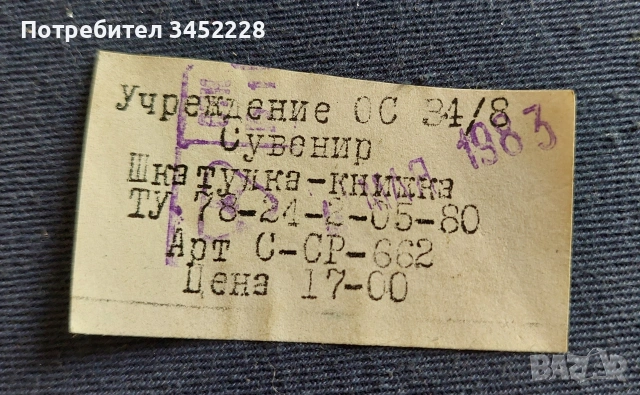 Потребител 3452228
Учреждение ОС 34/8
Сувенир
Шкатулка-книжка
ТУ 78-24-2-05-80
Арт С-СР-662
Цена 17-00
1983
BAZAR